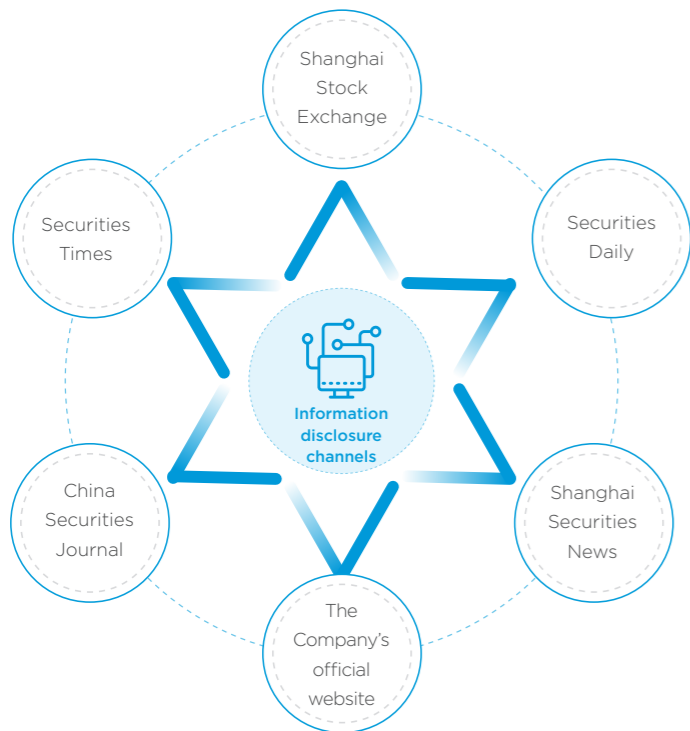 Shanghai
Stock
Exchange
Securities
Times
Securities
Daily
Information
disclosure
channels
China
Securities
Journal
Shanghai
Securities
News
The
Company’s
official
website